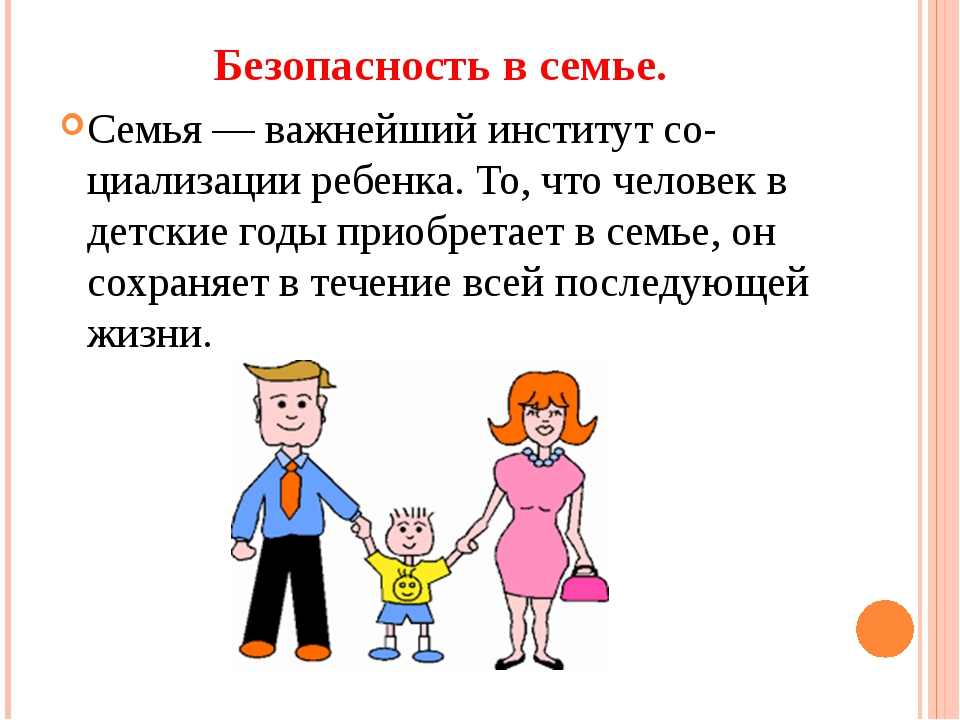 Безопасность в семье.
Семья — важнейший институт со-
циализации ребенка. То, что человек в
детские годы приобретает в семье, он
сохраняет в течение всей последующей
жизни.